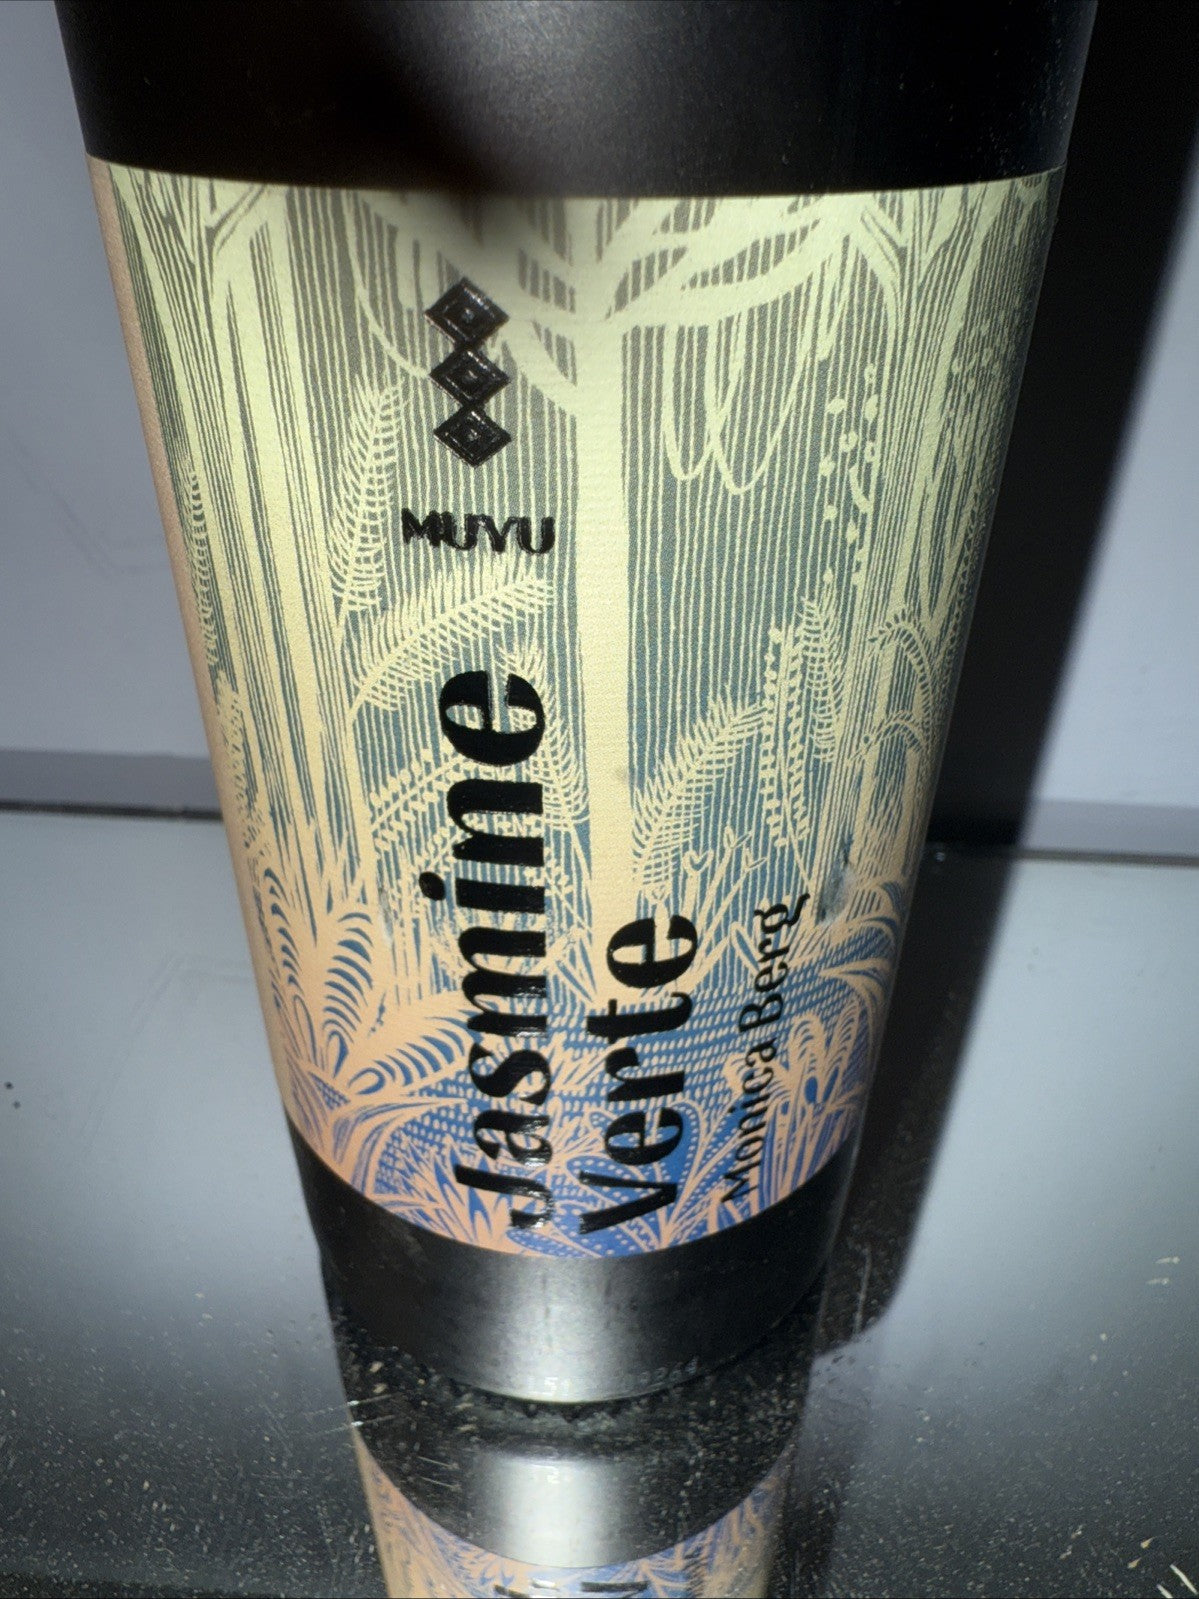 MUYU
Jasmine
Verte
Monica Berg